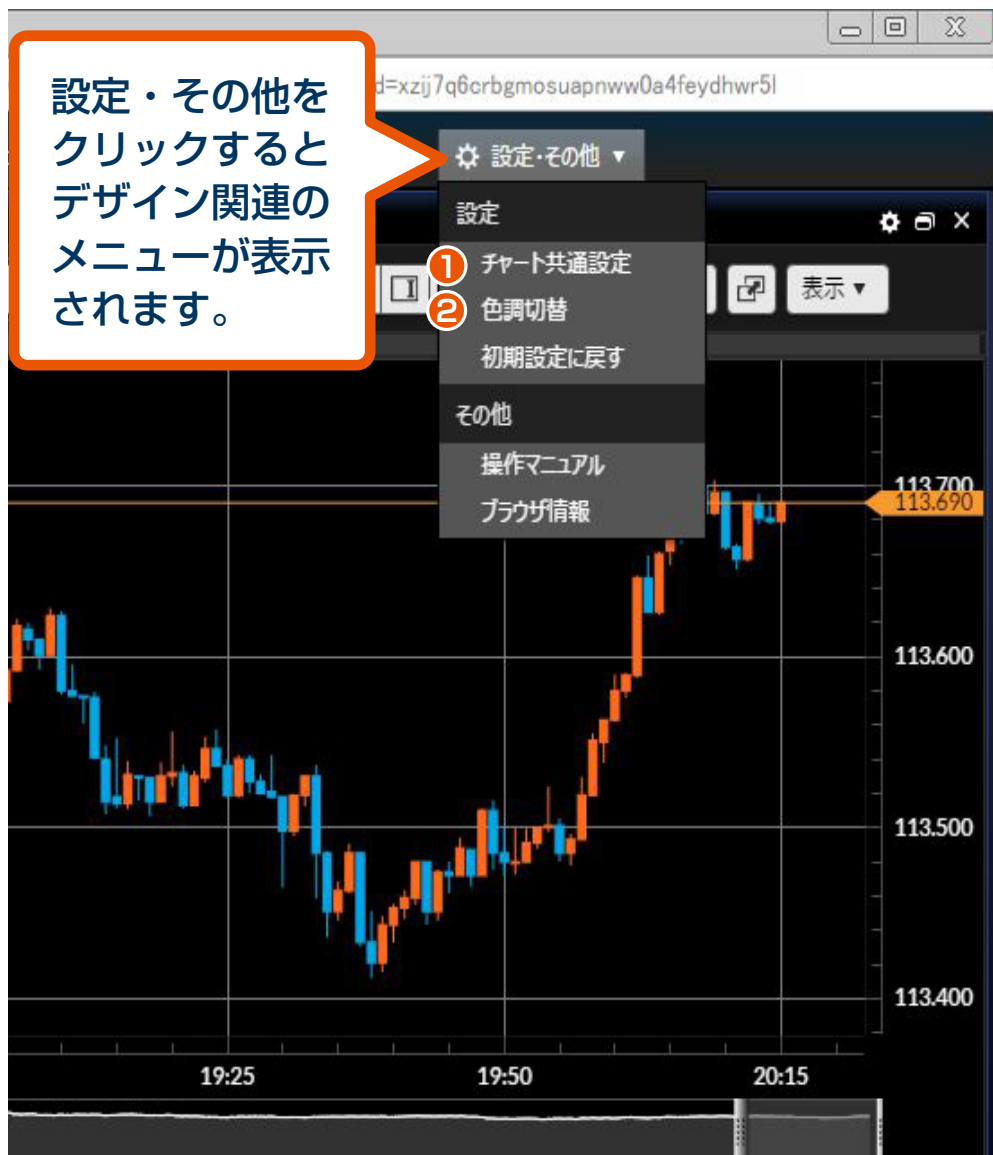 設定・その他を
クリックすると
デザイン関連の
メニューが表示
されます。
d=xzij7q6crbgmosuapnww0a4feydhwr5l
設定・その他 ▼
設定
1 チャート共通設定
2 色調切替
初期設定に戻す
その他
操作マニュアル
ブラウザ情報
表示 ▼
113.700
113.690
113.600
113.500
113.400
19:25 19:50 20:15